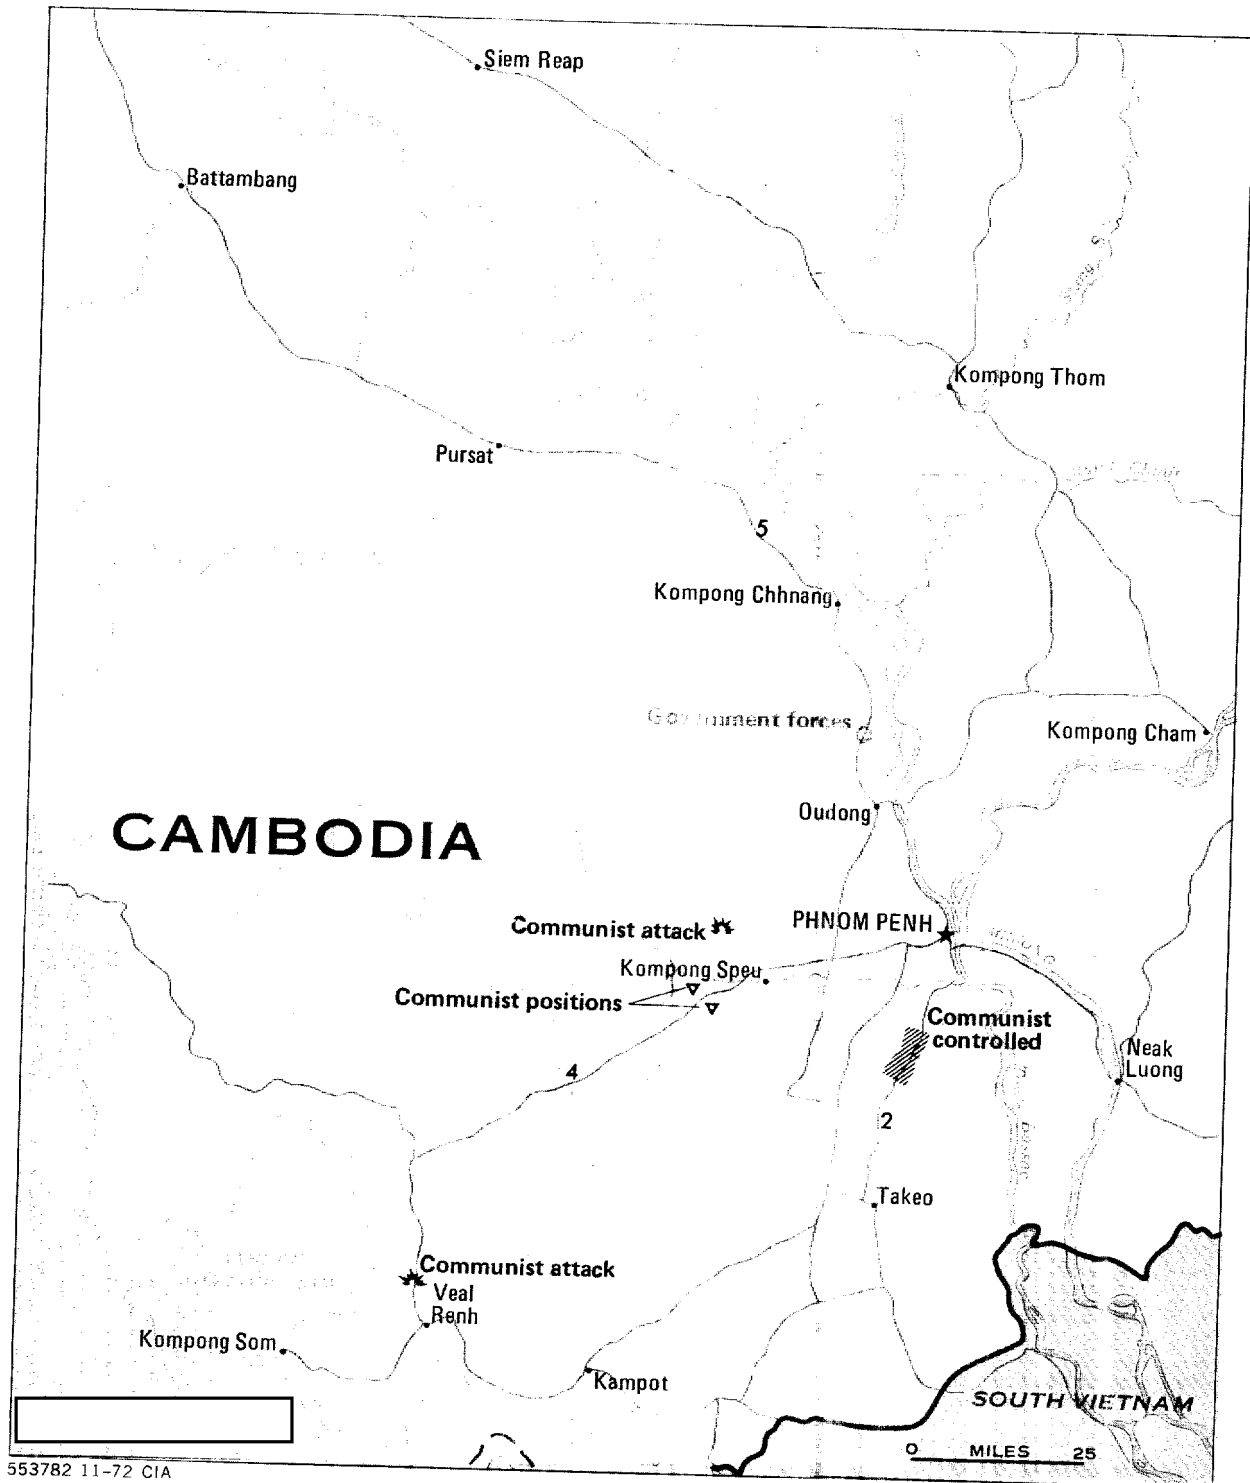 Siem Reap
Battambang
Kompong Thom
Pursat
5
Kompong Chhnang
forces
Kompong Cham
Oudong
CAMBODIA
Communist attack
PHNOM PENH
Kompong Speu
Communist positions
Communist
controlled
Neak
Luong
4
2
Takeo
Communist attack
Veal
Renh
Kompong Som
Kampot
SOUTH VIETNAM
0 MILES 25
553782 11-72 CIA